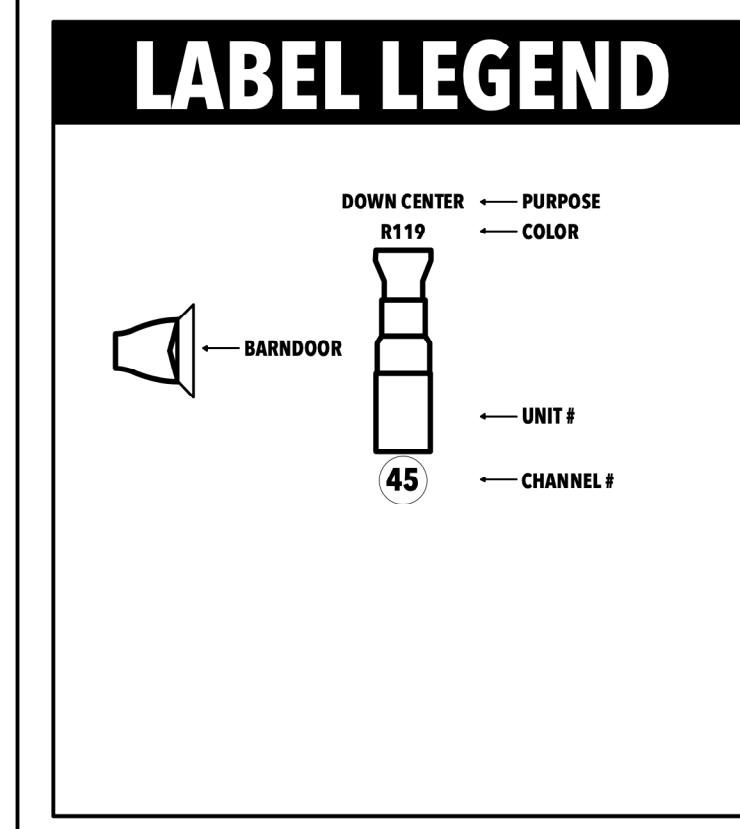 LABEL LEGEND
DOWN CENTER PURPOSE
R119 COLOR
BARNDOOR
UNIT #
45 CHANNEL #